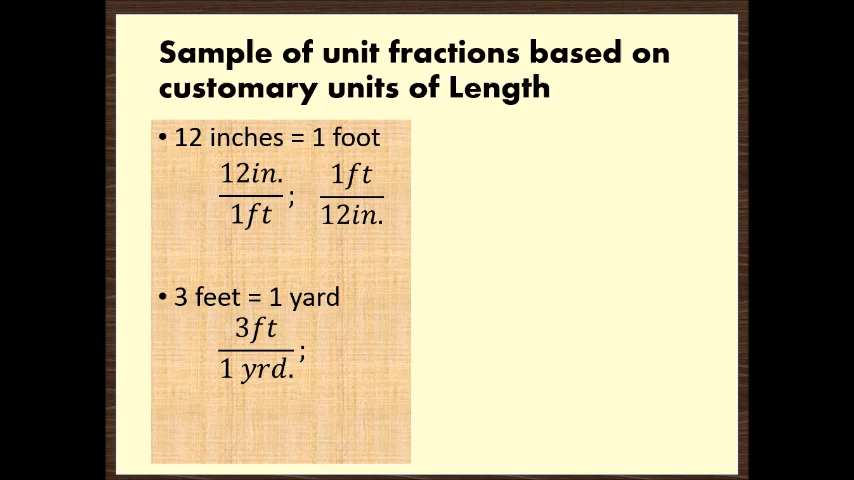 Sample of unit fractions based on
customary units of Length
• 12 inches = 1 foot
12in. 1ft
; 
1ft 12in.
• 3 feet = 1 yard
3ft
;
1 yrd.